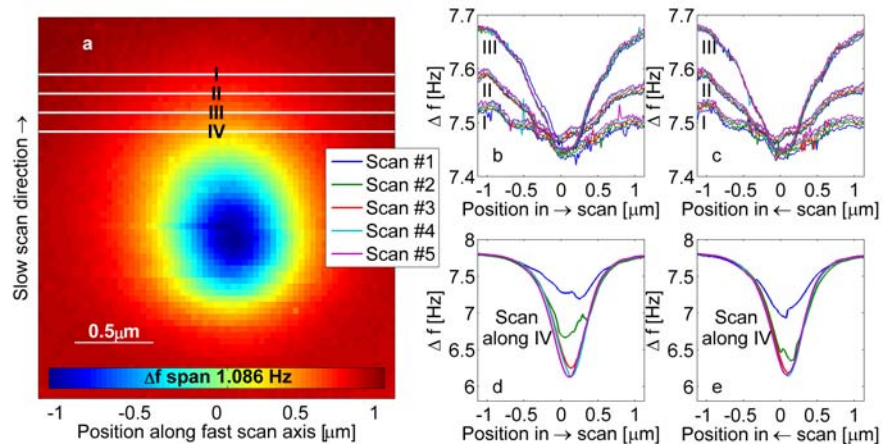 a
I
II
III
IV
Slow scan direction →
0.5μm
Δf span 1.086 Hz
-1 -0.5 0 0.5 1
Position along fast scan axis [μm]
Scan #1
Scan #2
Scan #3
Scan #4
Scan #5
7.7
7.6
7.5
7.4
Δ f [Hz]
III
II
I
b
-1 -0.5 0 0.5 1
Position in → scan [μm]
7.7
7.6
7.5
7.4
Δ f [Hz]
III
II
I
c
-1 -0.5 0 0.5 1
Position in ← scan [μm]
8
7.5
7
6.5
6
Δ f [Hz]
Scan
along IV
d
-1 -0.5 0 0.5 1
Position in → scan [μm]
8
7.5
7
6.5
6
Δ f [Hz]
Scan
along IV
e
-1 -0.5 0 0.5 1
Position in ← scan [μm]